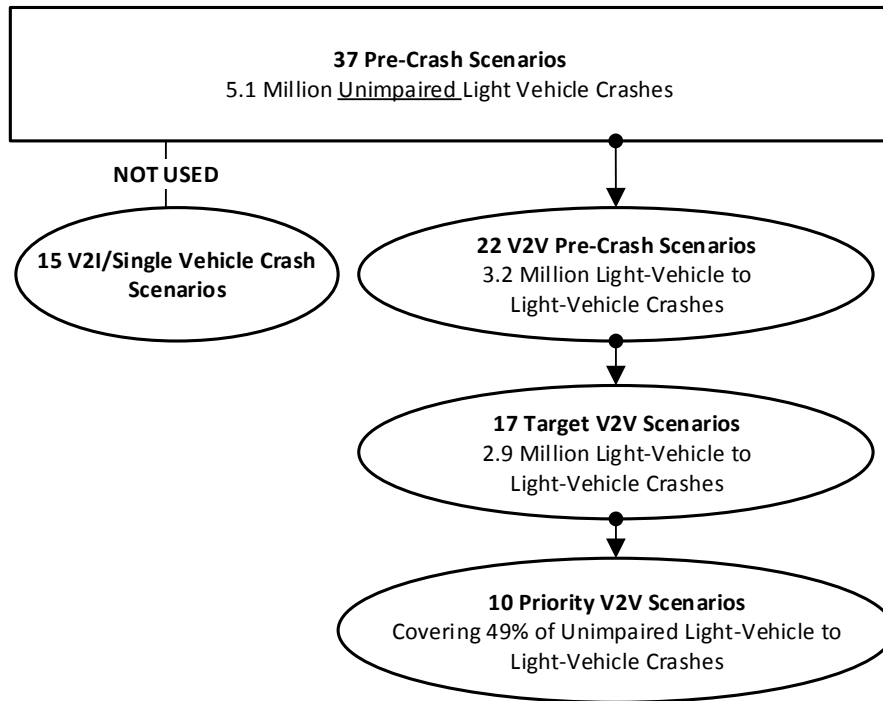 37 Pre-Crash Scenarios
5.1 Million Unimpaired Light Vehicle Crashes
NOT USED
15 V2I/Single Vehicle Crash
Scenarios
22 V2V Pre-Crash Scenarios
3.2 Million Light-Vehicle to
Light-Vehicle Crashes
17 Target V2V Scenarios
2.9 Million Light-Vehicle to
Light-Vehicle Crashes
10 Priority V2V Scenarios
Covering 49% of Unimpaired Light-Vehicle to
Light-Vehicle Crashes